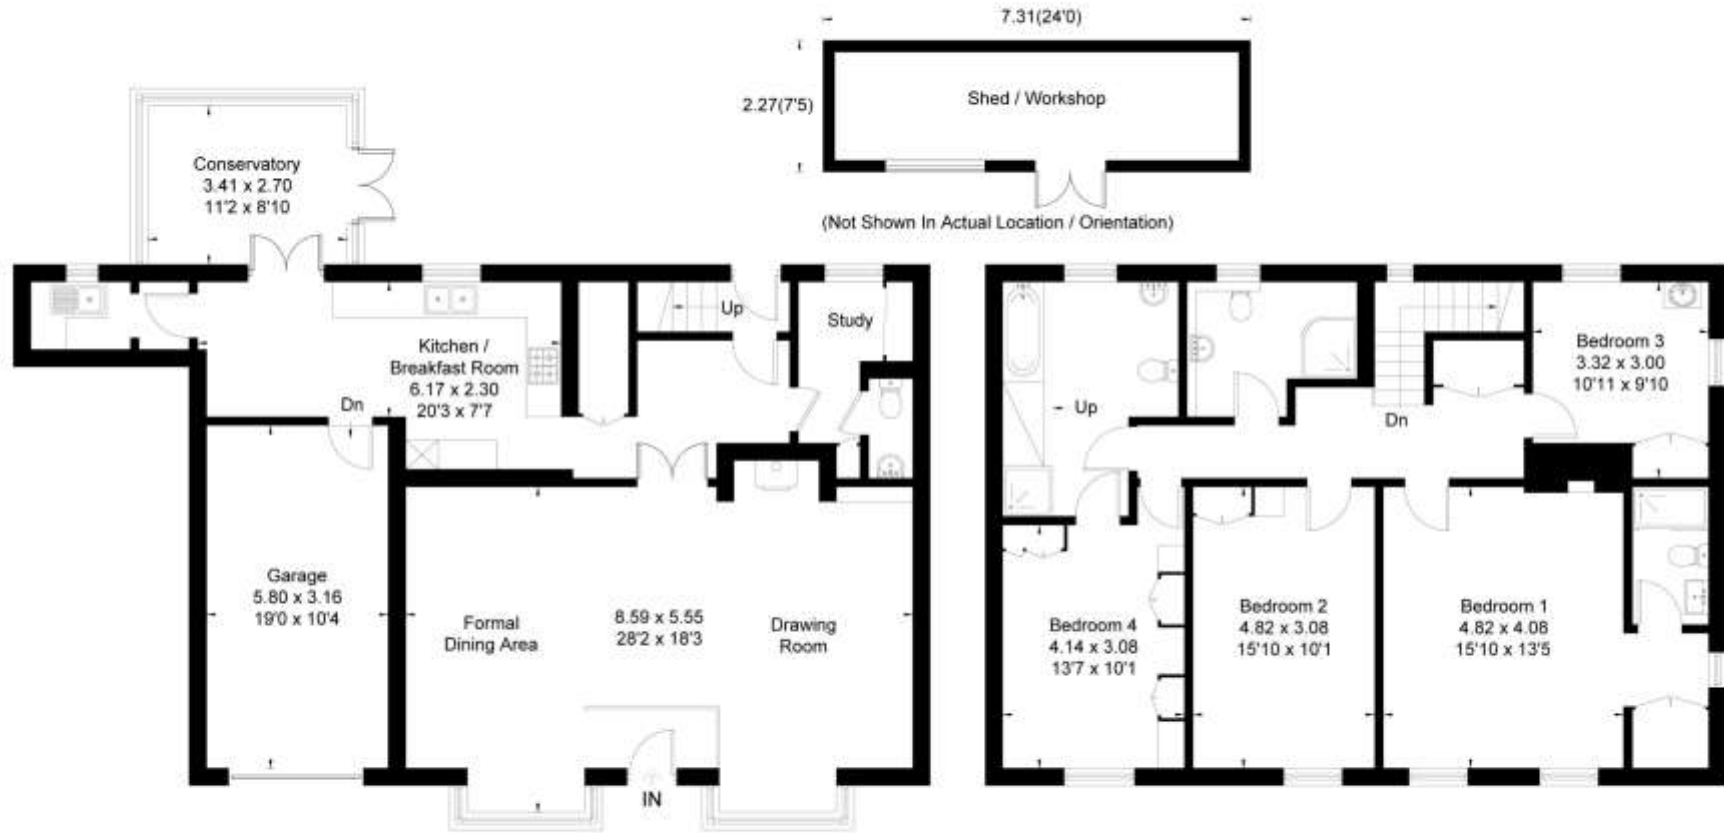 7.31(24'0)
2.27(7'5)
Shed / Workshop
(Not Shown In Actual Location / Orientation)
Conservatory
3.41 x 2.70
11'2 x 8'10
Up
Study
Kitchen /
Breakfast Room
6.17 x 2.30
20'3 x 7'7
Dn
Garage
5.80 x 3.16
19'0 x 10'4
Formal
Dining Area
8.59 x 5.55
28'2 x 18'3
Drawing
Room
IN
Up
Dn
Bedroom 3
3.32 x 3.00
10'11 x 9'10
Bedroom 4
4.14 x 3.08
13'7 x 10'1
Bedroom 2
4.82 x 3.08
15'10 x 10'1
Bedroom 1
4.82 x 4.08
15'10 x 13'5